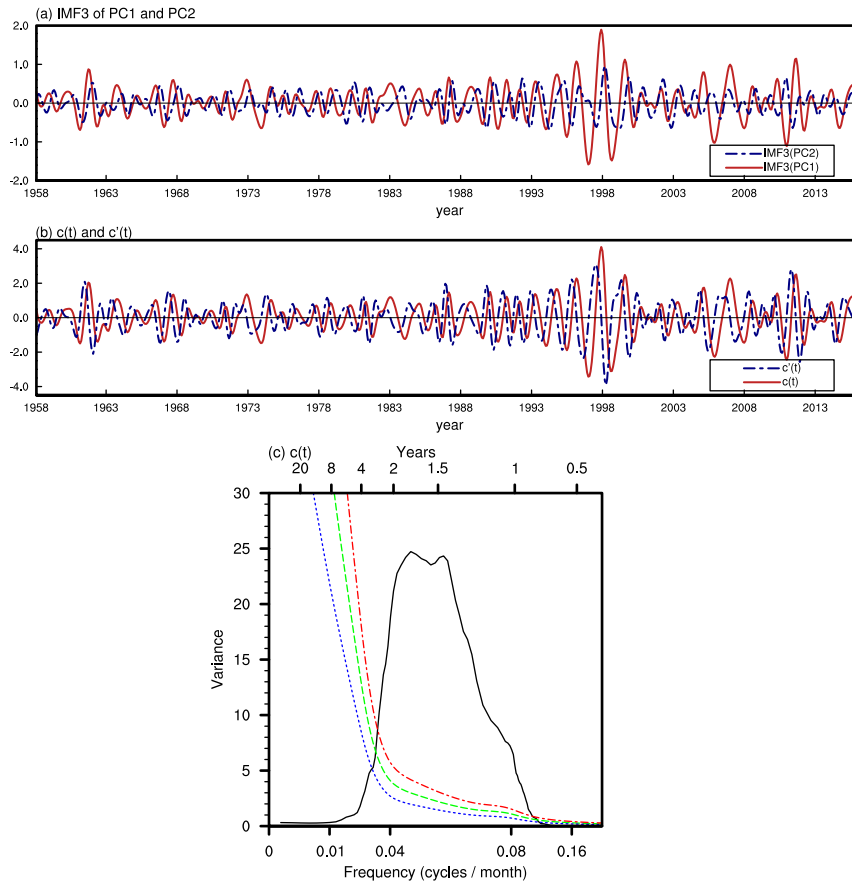 (a) IMF3 of PC1 and PC2
2.0
1.0
0.0
-1.0
-2.0
IMF3(PC2)
IMF3(PC1)
1958 1963 1968 1973 1978 1983 1988 1993 1998 2003 2008 2013
year
(b) c(t) and c'(t)
4.0
2.0
0.0
-2.0
-4.0
c'(t)
c(t)
1958 1963 1968 1973 1978 1983 1988 1993 1998 2003 2008 2013
year
(c) c(t) Years
20 8 4 2 1.5 1 0.5
30
25
20
15
10
5
0
Variance
0 0.01 0.04 0.08 0.16
Frequency (cycles / month)